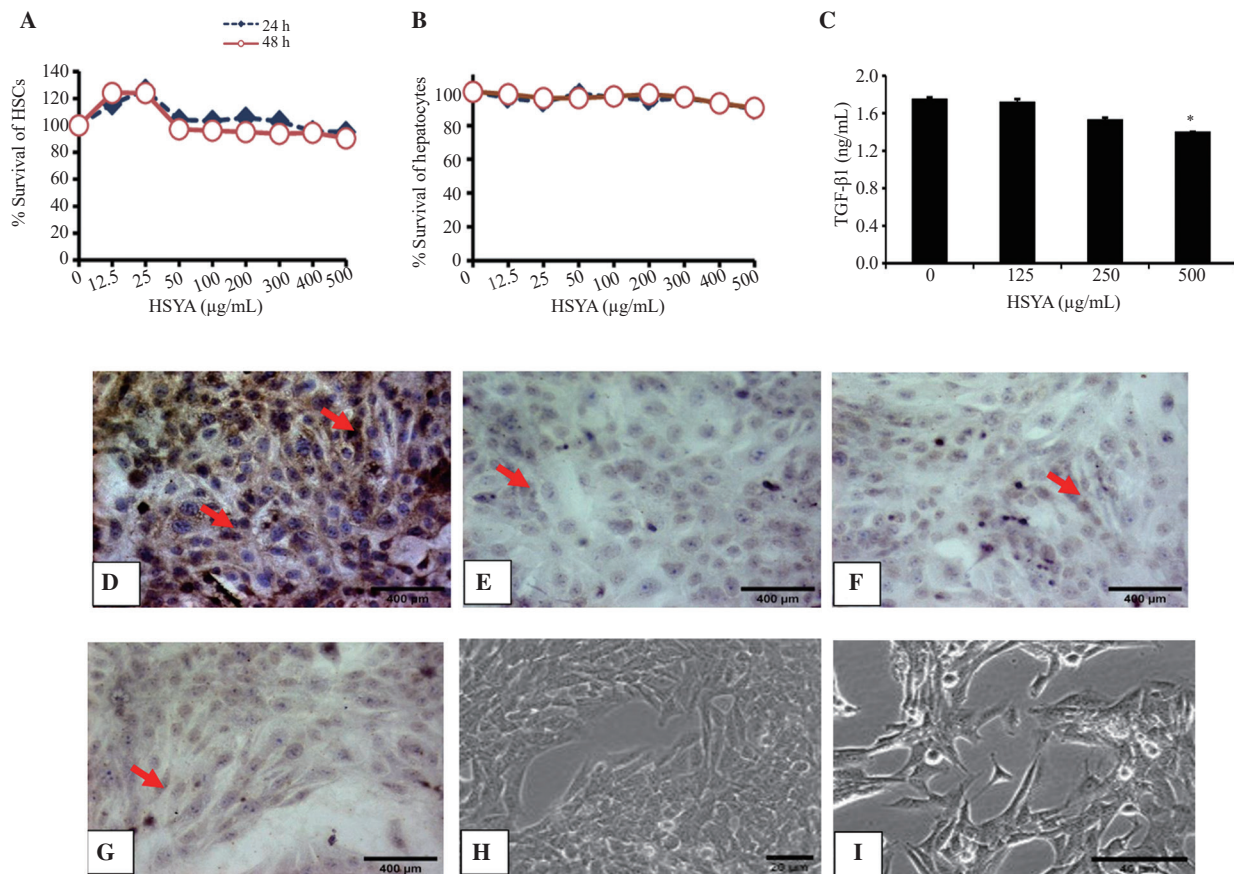 A
24 h
48 h
% Survival of HSCs
140
120
100
80
60
40
20
0
0 12.5 25 50 100 200 300 400 500
HSYA (µg/mL)
B
% Survival of hepatocytes
100
80
60
40
20
0
0 12.5 25 50 100 200 300 400 500
HSYA (µg/mL)
C
TGF-β1 (ng/mL)
2.0
1.6
1.2
0.8
0.4
0.0
*
0 125 250 500
HSYA (µg/mL)
D
400 µm
E
400 µm
F
400 µm
G
400 µm
H
20 µm
I